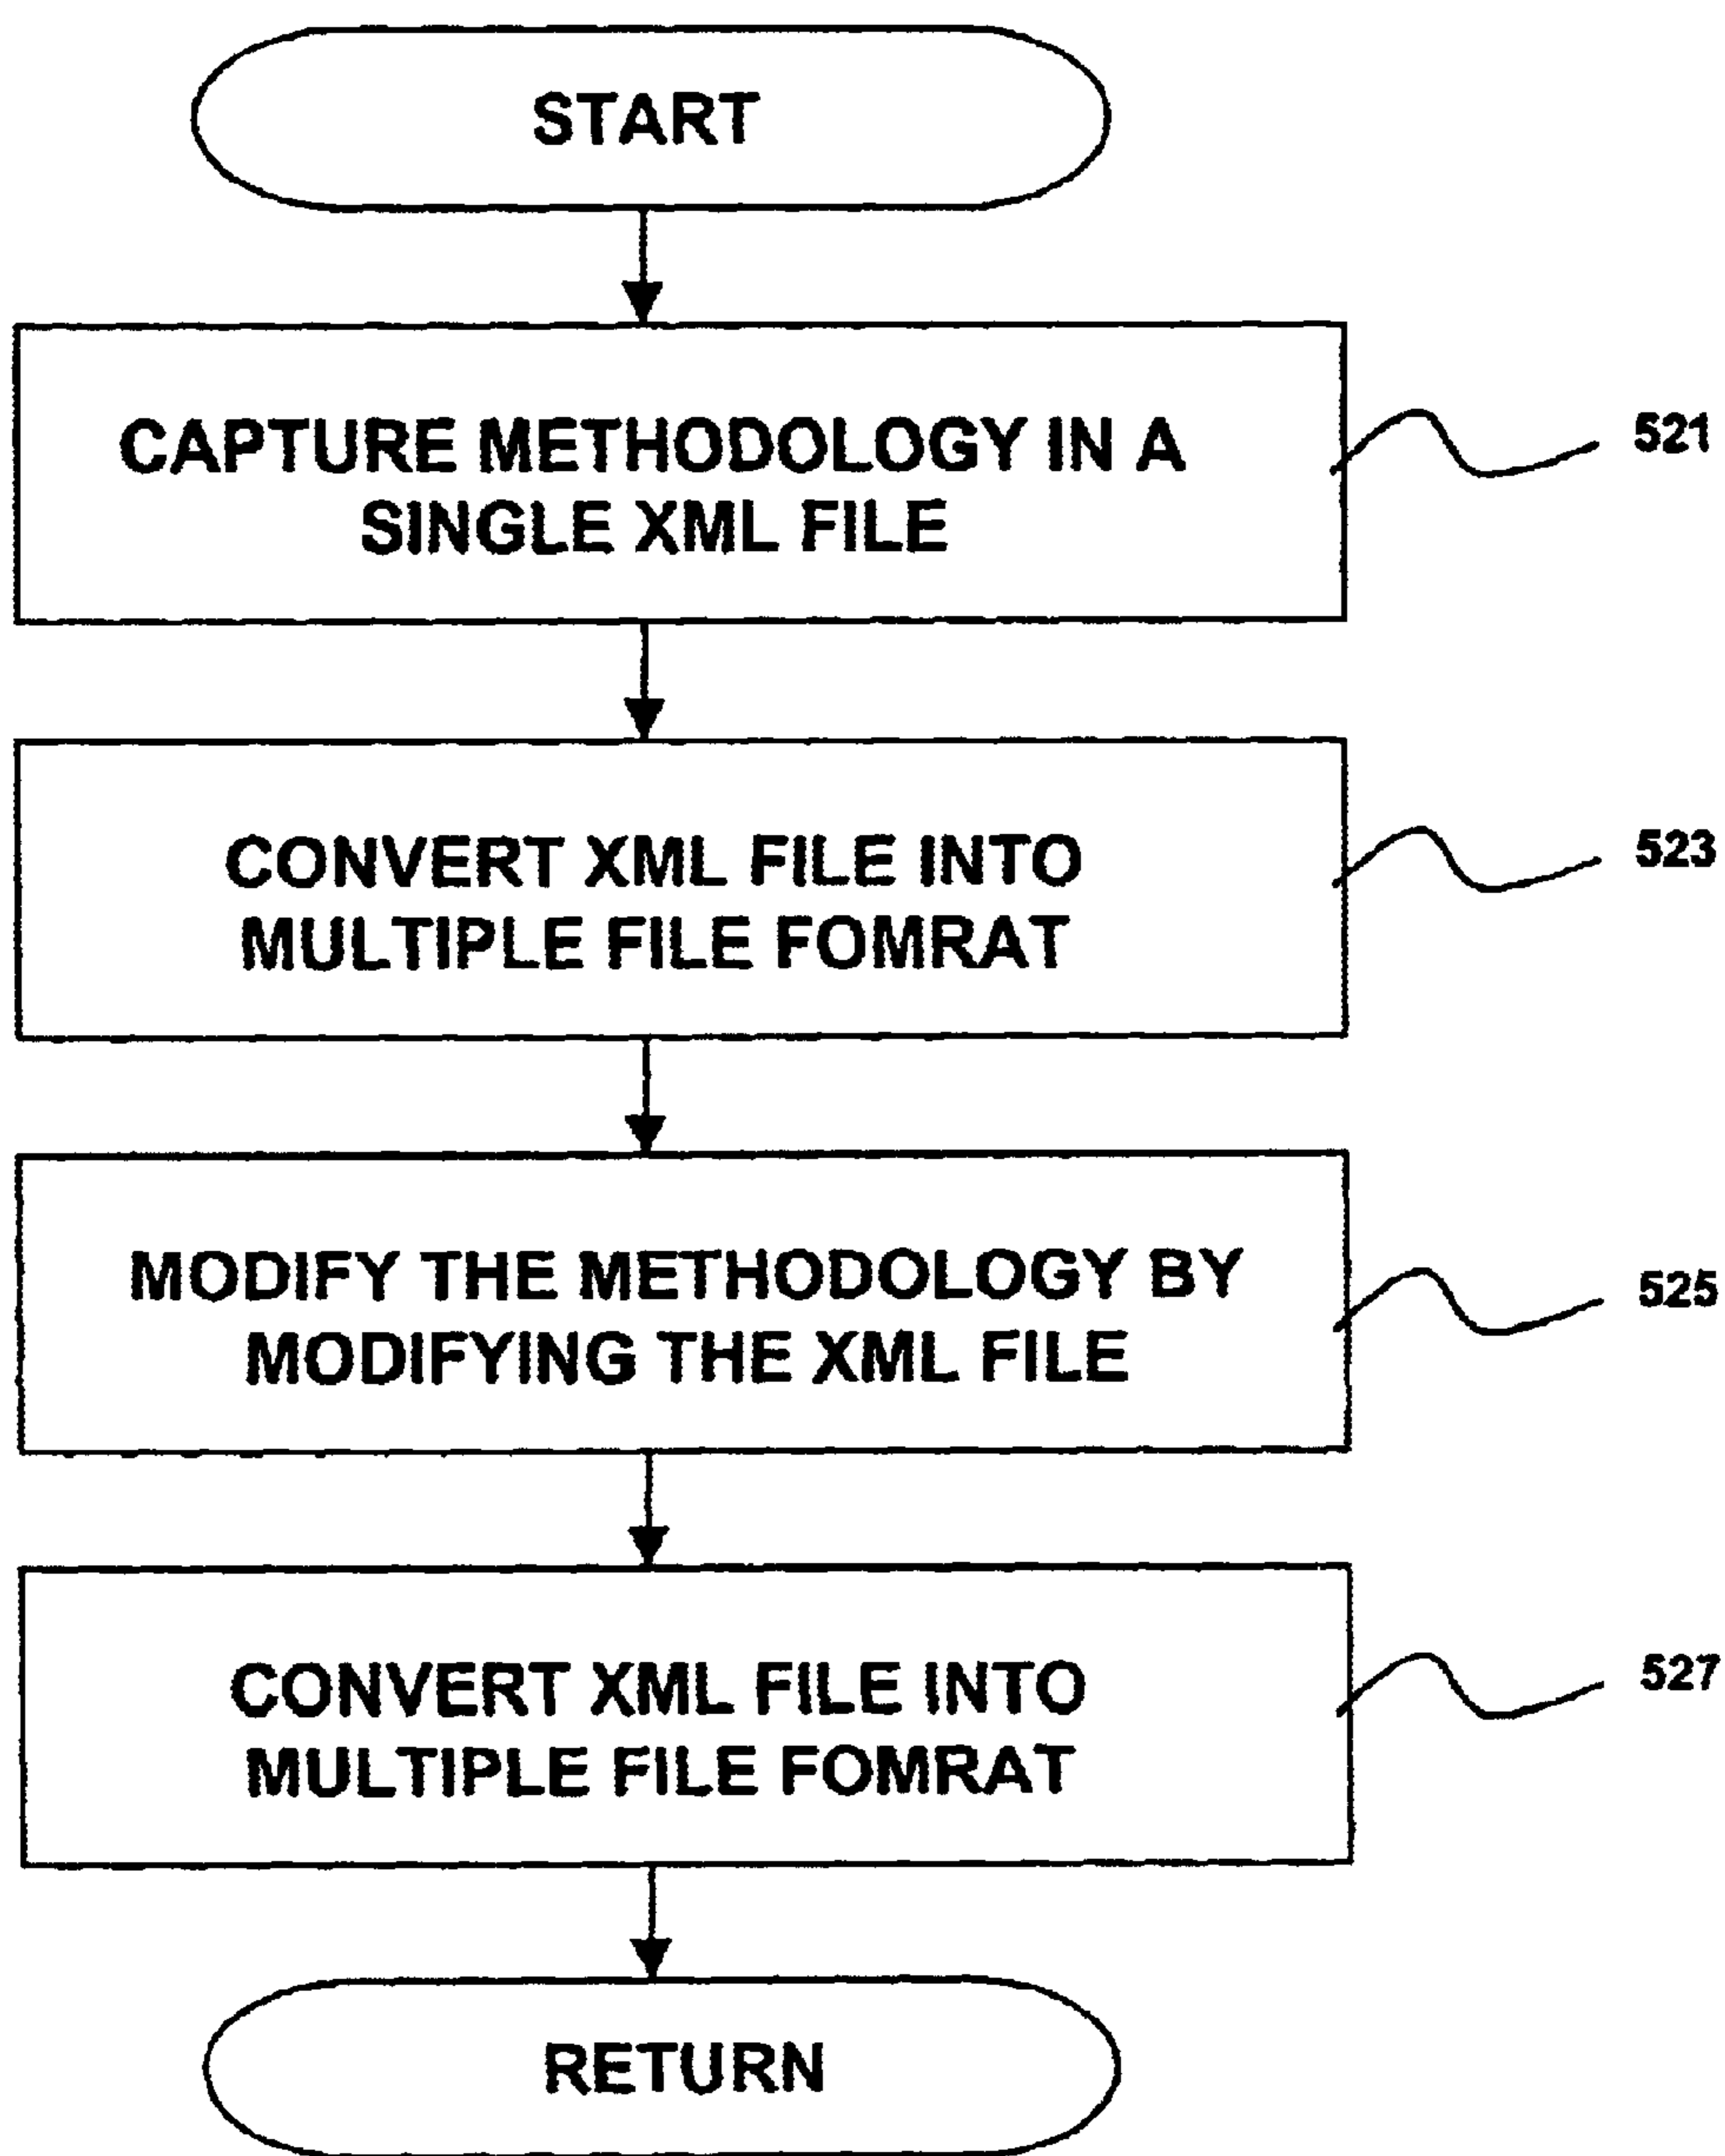 START
CAPTURE METHODOLOGY IN A
SINGLE XML FILE
521
CONVERT XML FILE INTO
MULTIPLE FILE FOMRAT
523
MODIFY THE METHODOLOGY BY
MODIFYING THE XML FILE
525
CONVERT XML FILE INTO
MULTIPLE FILE FOMRAT
527
RETURN